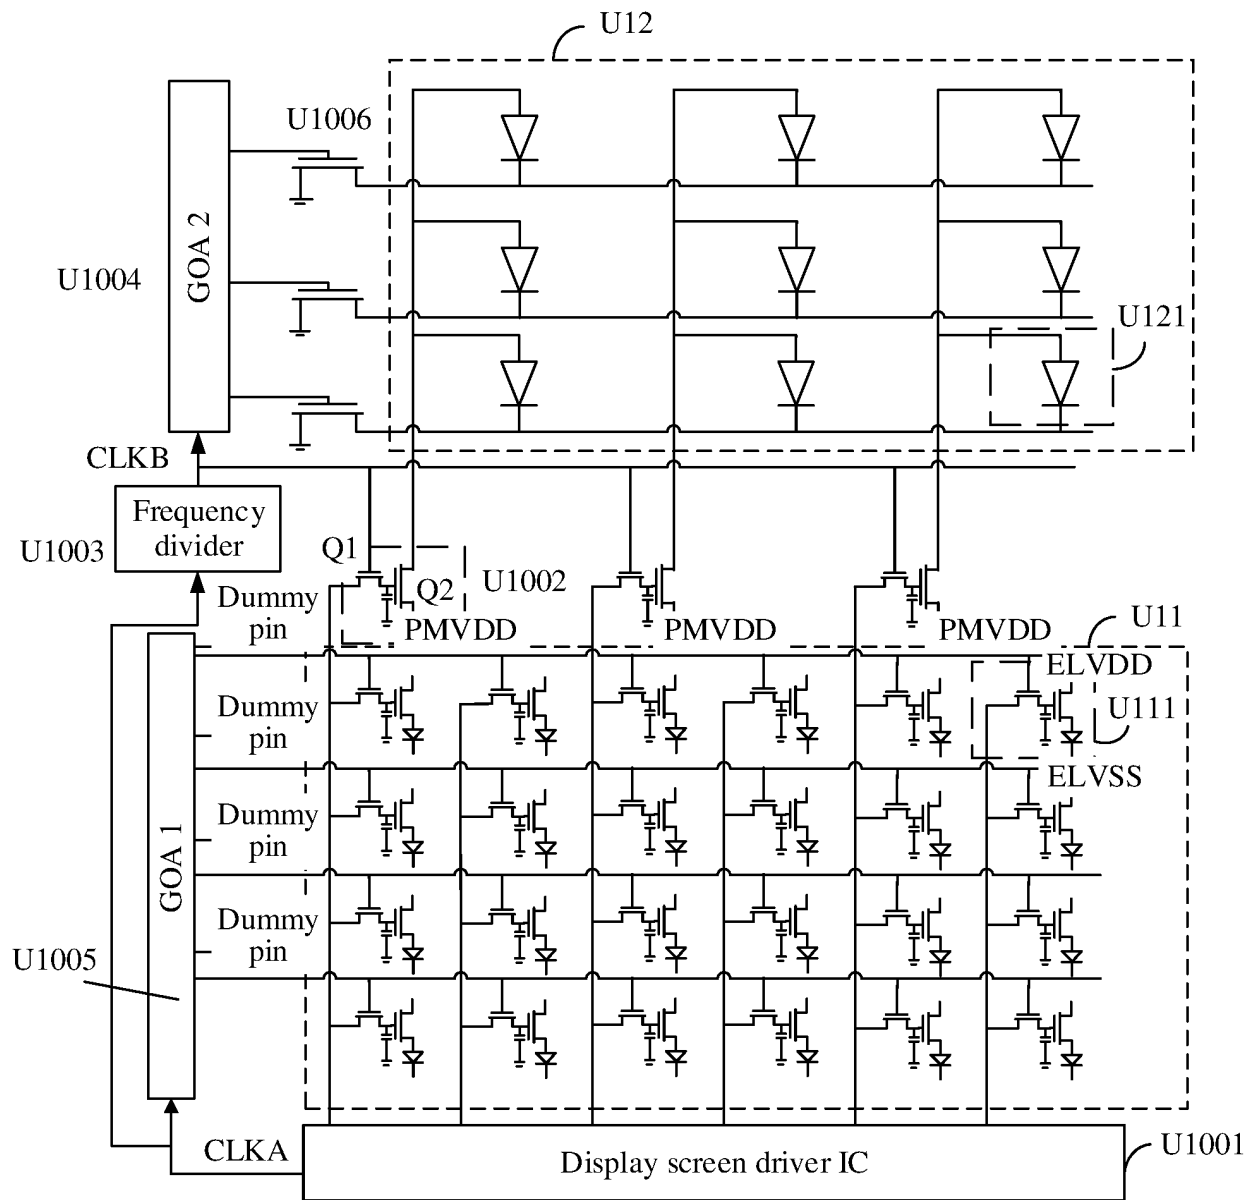 U12
U1006
GOA 2
U1004
U121
CLKB
Frequency
divider
U1003
Q1
Q2
U1002
Dummy
pin
PMVDD
PMVDD
PMVDD
U11
ELVDD
U111
ELVSS
Dummy
pin
Dummy
pin
Dummy
pin
GOA 1
U1005
CLKA
Display screen driver IC
U1001